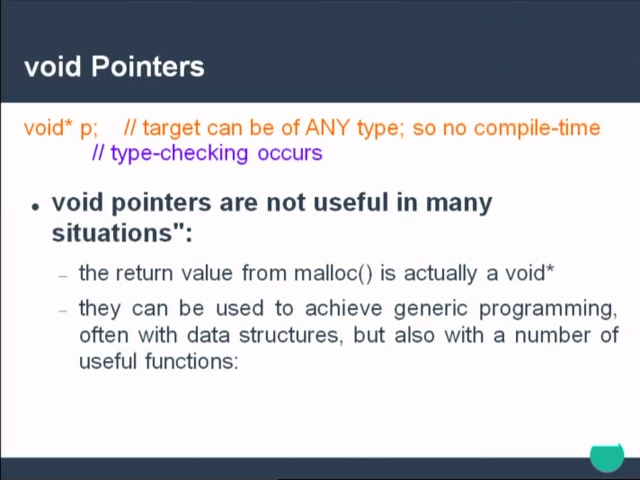 void Pointers
void* p; // target can be of ANY type; so no compile-time
// type-checking occurs
• void pointers are not useful in many
situations":
– the return value from malloc() is actually a void*
– they can be used to achieve generic programming,
often with data structures, but also with a number of
useful functions: